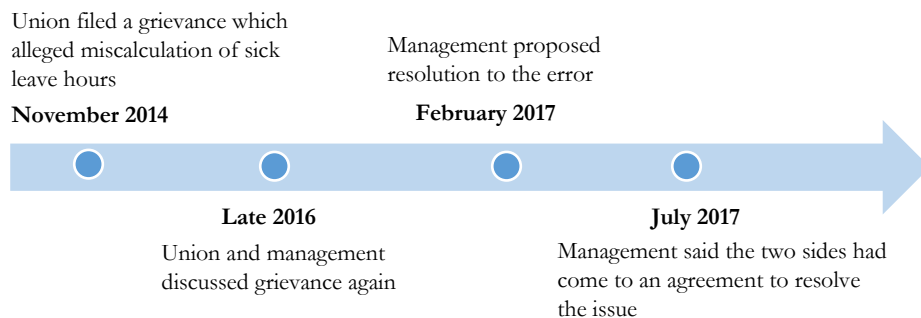 Union filed a grievance which
alleged miscalculation of sick
leave hours
November 2014
Management proposed
resolution to the error
February 2017
Late 2016
Union and management
discussed grievance again
July 2017
Management said the two sides had
come to an agreement to resolve
the issue